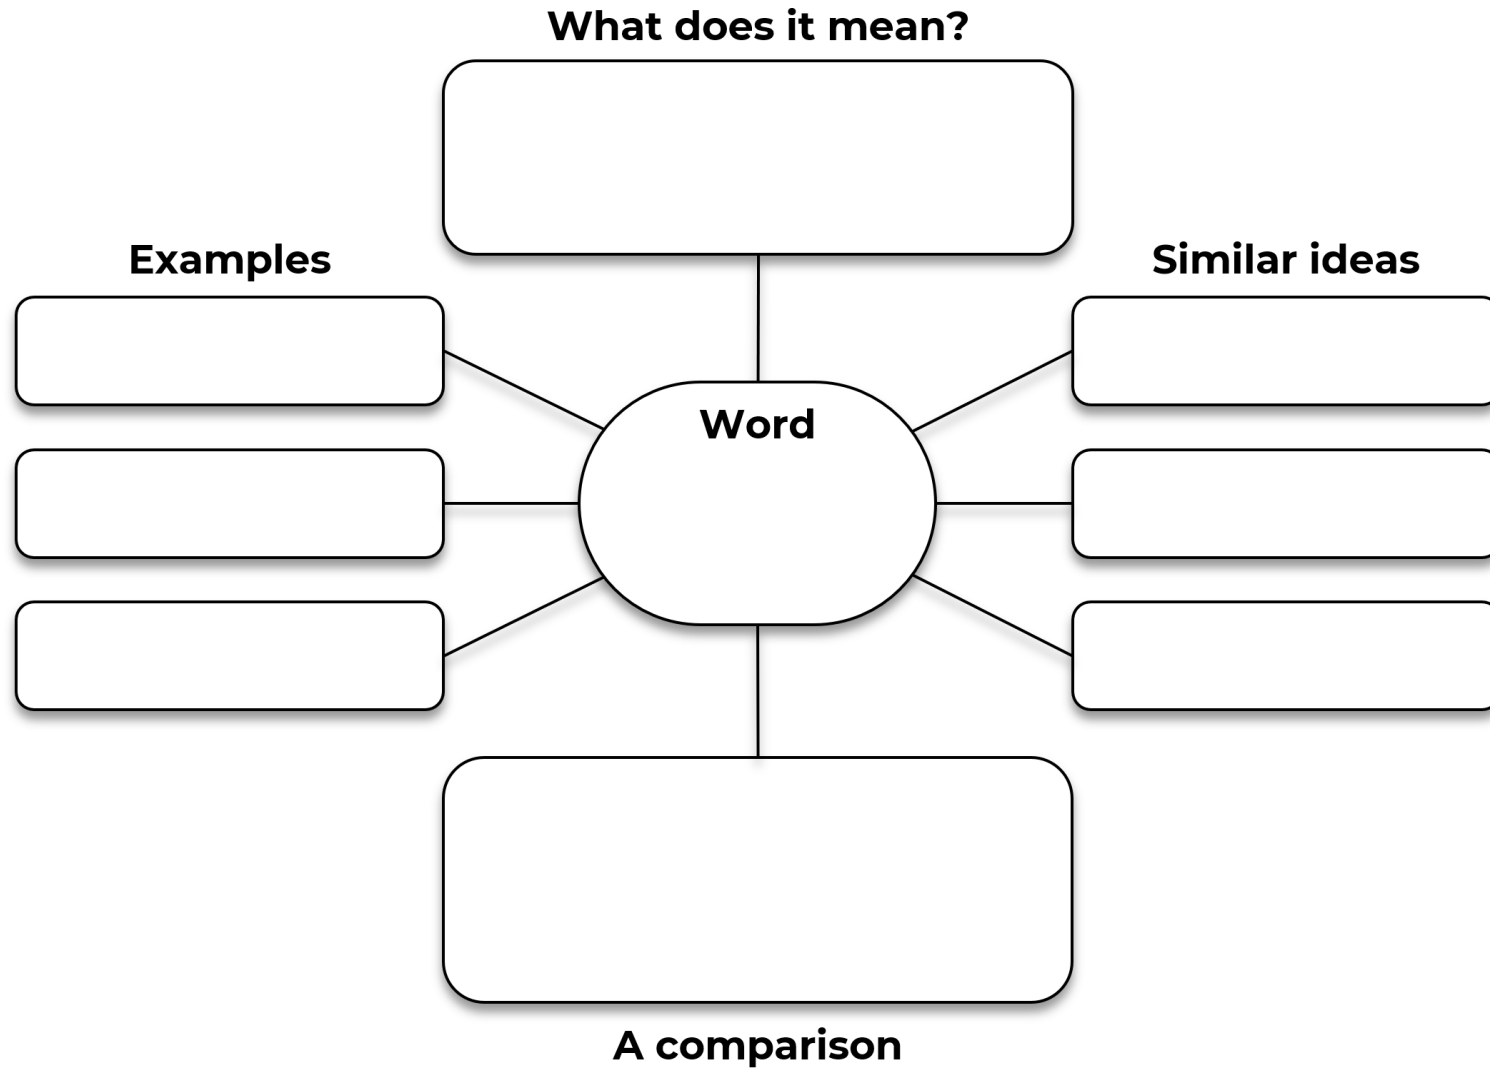 What does it mean?
Examples
Similar ideas
Word
A comparison